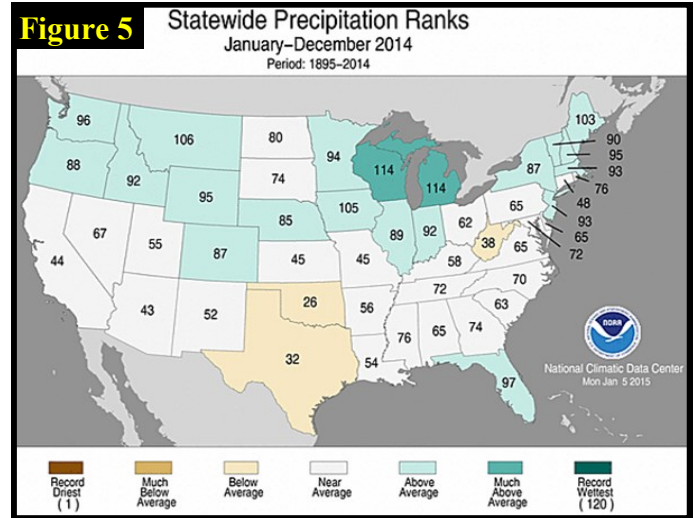 Figure 5
Statewide Precipitation Ranks
January–December 2014
Period: 1895–2014
96
106
80
94
103
88
92
95
74
114
114
87
90
95
93
76
48
93
65
72
44
67
55
87
85
105
89
92
62
65
45
45
58
38
65
43
52
26
56
72
70
63
32
54
76
65
74
97
NOAA
National Climatic Data Center
Mon Jan 5 2015
Record
Driest
(1)
Much
Below
Average
Below
Average
Near
Average
Above
Average
Much
Above
Average
Record
Wettest
(120)